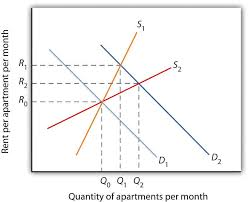 Rent per apartment per month
S1
S2
R1
R2
R0
D1
D2
Q0 Q1 Q2
Quantity of apartments per month